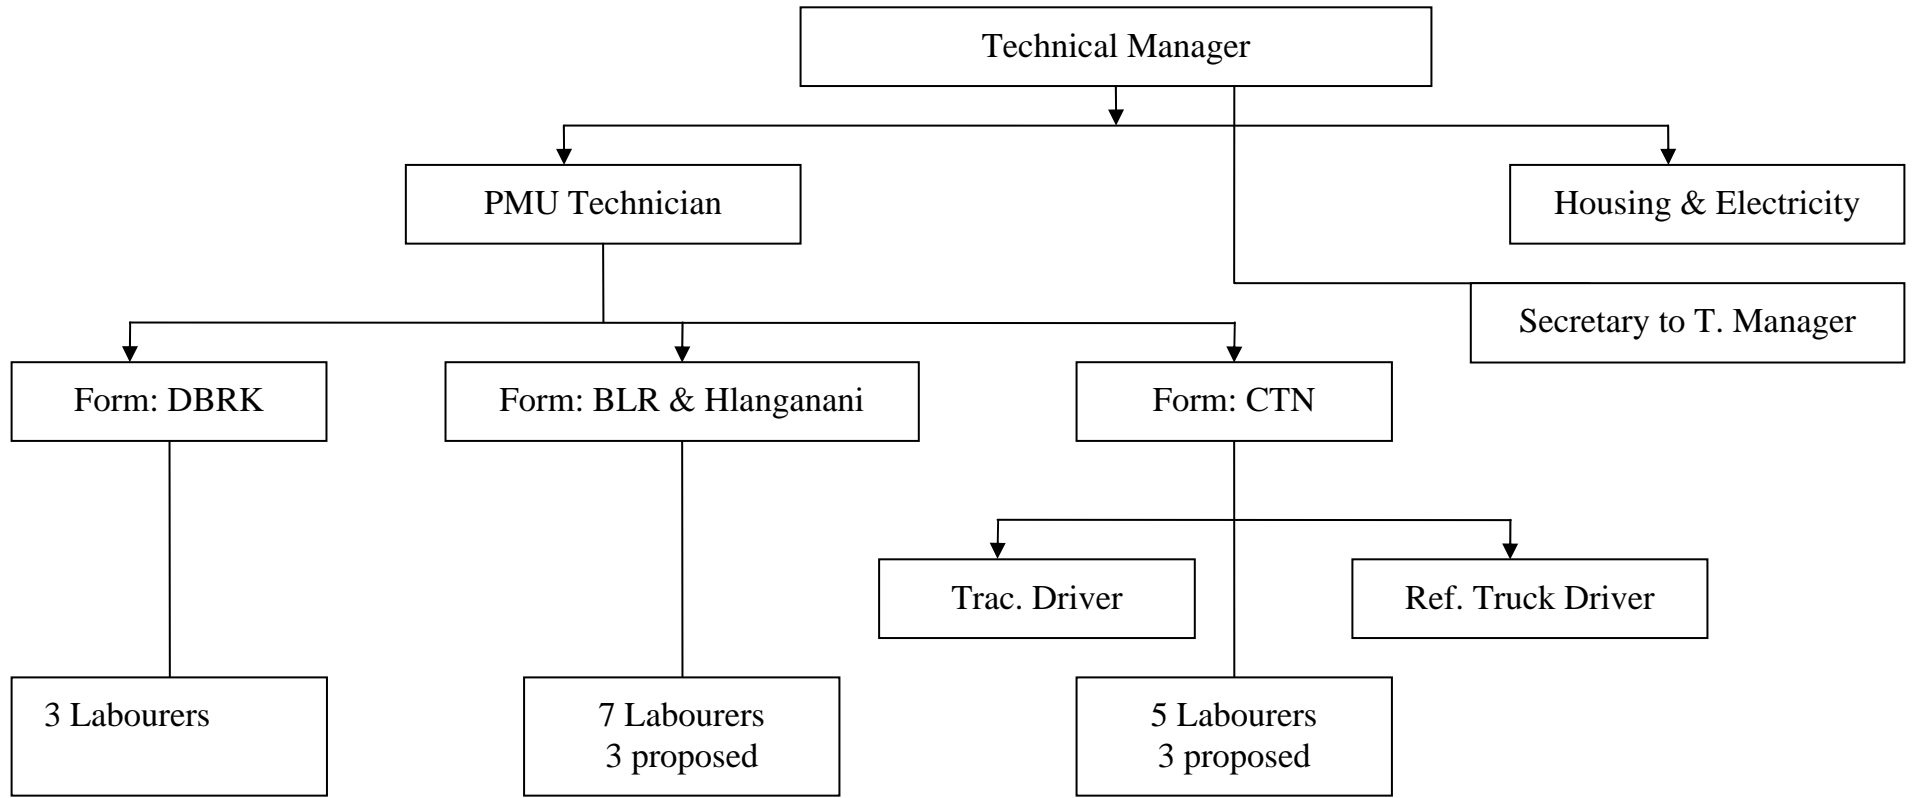 Technical Manager
PMU Technician
Housing & Electricity
Secretary to T. Manager
Form: DBRK
Form: BLR & Hlanganani
Form: CTN
Trac. Driver
Ref. Truck Driver
3 Labourers
7 Labourers
3 proposed
5 Labourers
3 proposed